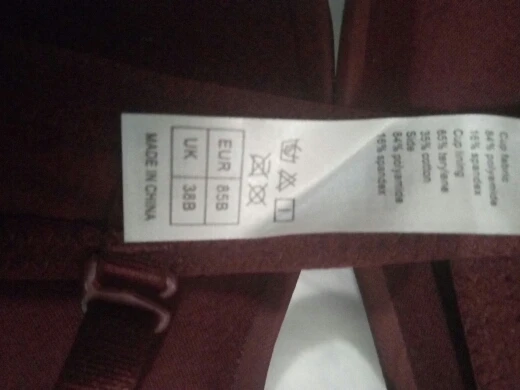 Cup fabric
84% polyamide
16% spandex
Cup lining
65% terylene
35% cotton
Side
84% polyamide
16% spandex
EUR 85B
UK 38B
MADE IN CHINA